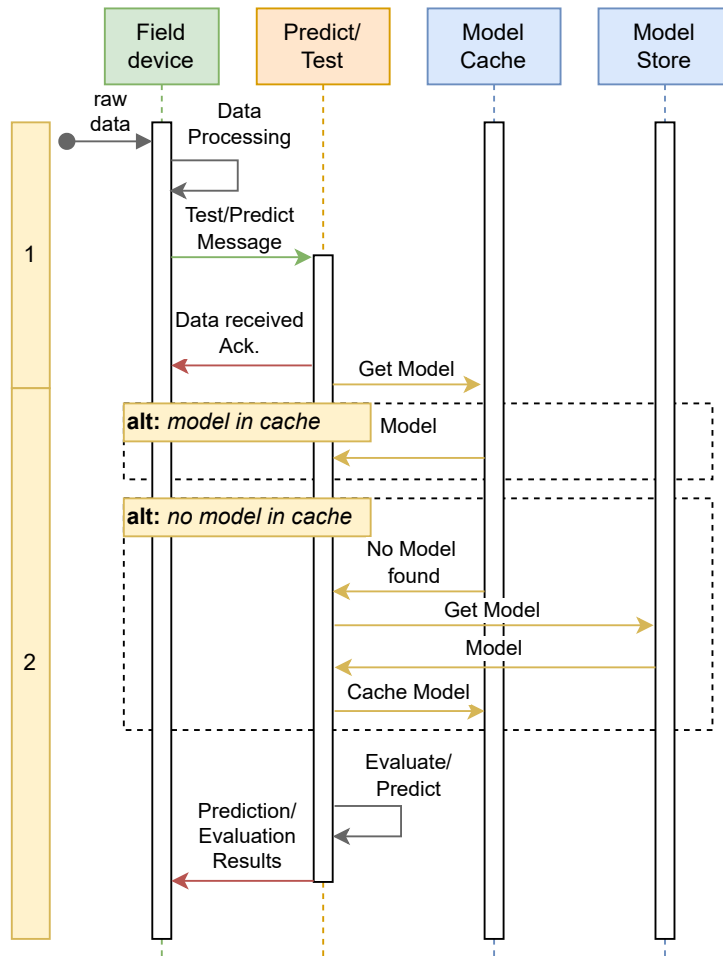 Field
device
Predict/
Test
Model
Cache
Model
Store
raw
data
Data
Processing
1
Test/Predict
Message
Data received
Ack.
Get Model
alt: model in cache
Model
alt: no model in cache
No Model
found
Get Model
Model
2
Cache Model
Evaluate/
Predict
Prediction/
Evaluation
Results